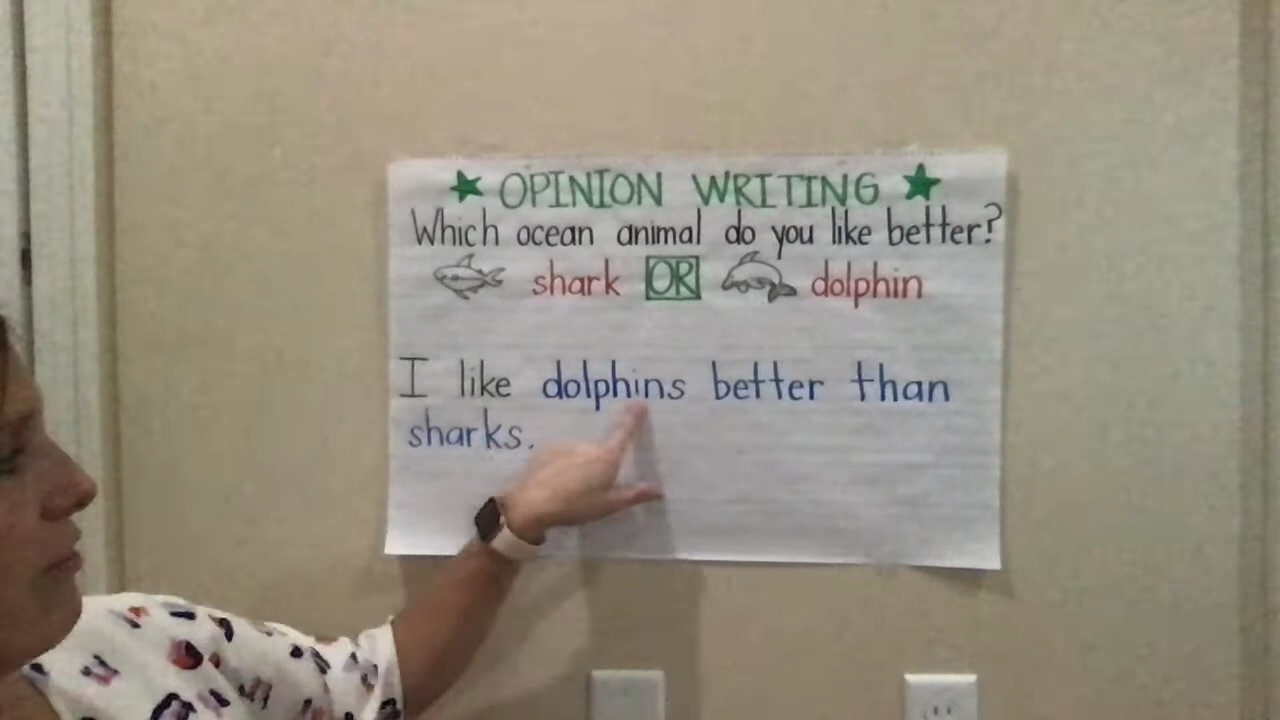 ★ OPINION WRITING ★
Which ocean animal do you like better?
shark OR dolphin
I like dolphins better than
sharks.